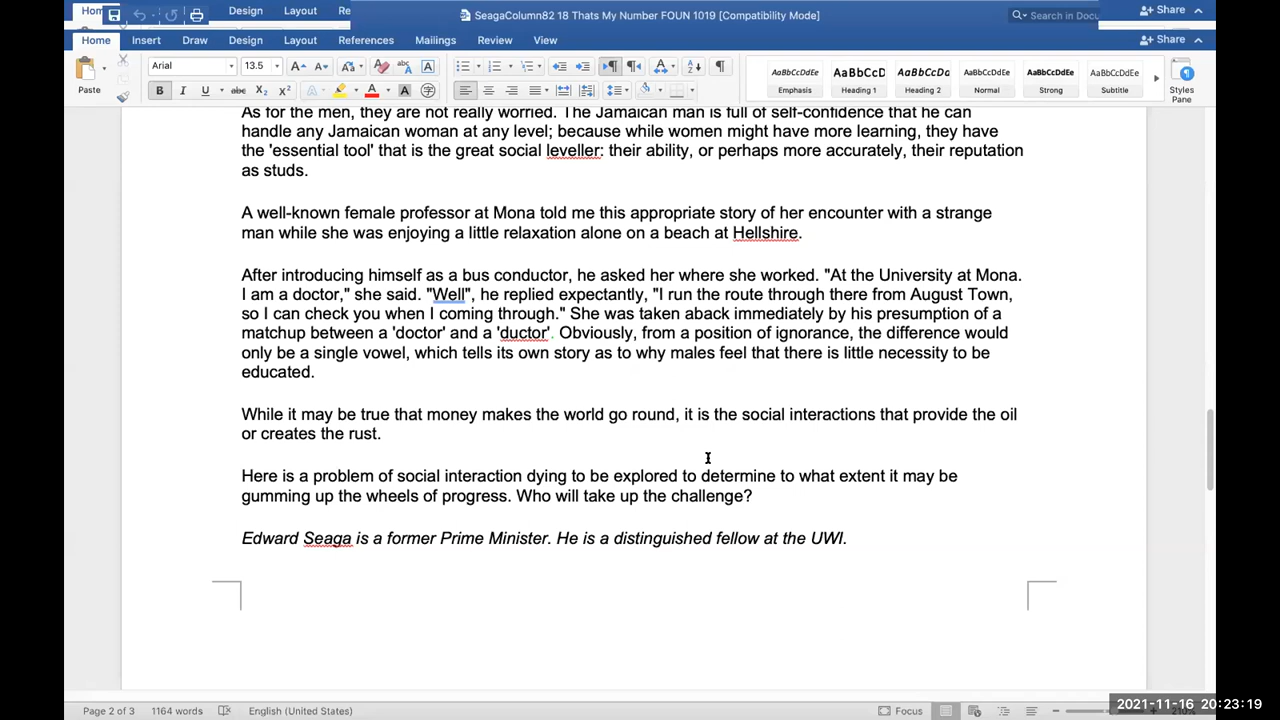 Home Design Layout Re
SeagaColumn82 18 Thats My Number FOUN 1019 [Compatibility Mode]
Search in Docu
Share
Home Insert Draw Design Layout References Mailings Review View
Share
Paste
Arial
13.5
A A Aa A
B I U abc X2 X2 A A A
AaBbCcDdEe AaBbCcD AaBbCcDd AaBbCcDdEe AaBbCcDdEe AaBbCcDdEe
Emphasis Heading 1 Heading 2 Normal Strong Subtitle
Styles
Pane
As for the men, they are not really worried. The Jamaican man is full of self-confidence that he can
handle any Jamaican woman at any level; because while women might have more learning, they have
the 'essential tool' that is the great social leveller: their ability, or perhaps more accurately, their reputation
as studs.
A well-known female professor at Mona told me this appropriate story of her encounter with a strange
man while she was enjoying a little relaxation alone on a beach at Hellshire.
After introducing himself as a bus conductor, he asked her where she worked. "At the University at Mona.
I am a doctor," she said. "Well", he replied expectantly, "I run the route through there from August Town,
so I can check you when I coming through." She was taken aback immediately by his presumption of a
matchup between a 'doctor' and a 'ductor'. Obviously, from a position of ignorance, the difference would
only be a single vowel, which tells its own story as to why males feel that there is little necessity to be
educated.
While it may be true that money makes the world go round, it is the social interactions that provide the oil
or creates the rust.
Here is a problem of social interaction dying to be explored to determine to what extent it may be
gumming up the wheels of progress. Who will take up the challenge?
Edward Seaga is a former Prime Minister. He is a distinguished fellow at the UWI.
Page 2 of 3 1164 words English (United States) Focus
2021-11-16 20:23:19